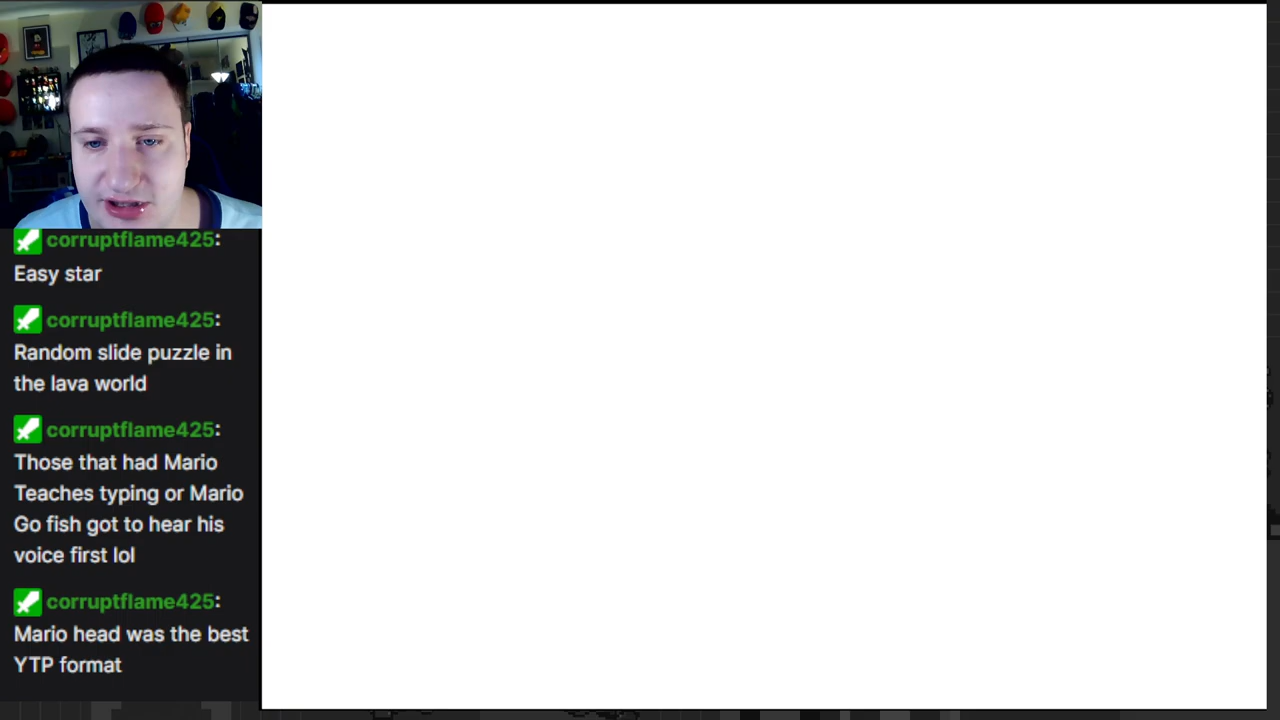 corruptflame425:
Easy star
corruptflame425:
Random slide puzzle in
the lava world
corruptflame425:
Those that had Mario
Teaches typing or Mario
Go fish got to hear his
voice first lol
corruptflame425:
Mario head was the best
YTP format